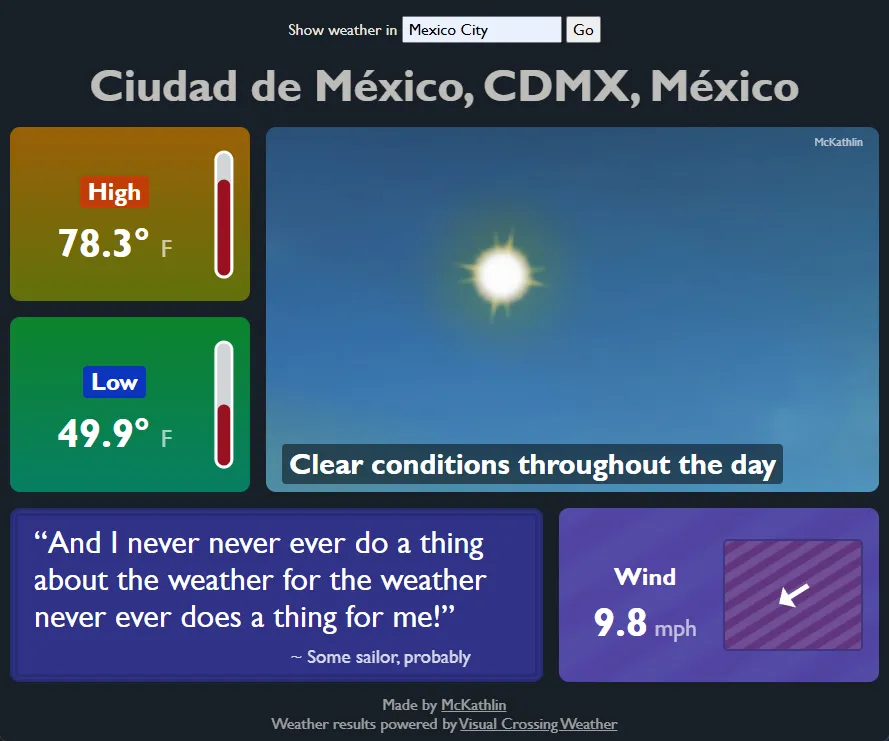 Show weather in Mexico City Go
Ciudad de México, CDMX, México
High
78.3° F
McKathlin
Clear conditions throughout the day
Low
49.9° F
“And I never never ever do a thing
about the weather for the weather
never ever does a thing for me!”
~ Some sailor, probably
Wind
9.8 mph
Made by McKathlin
Weather results powered by Visual Crossing Weather